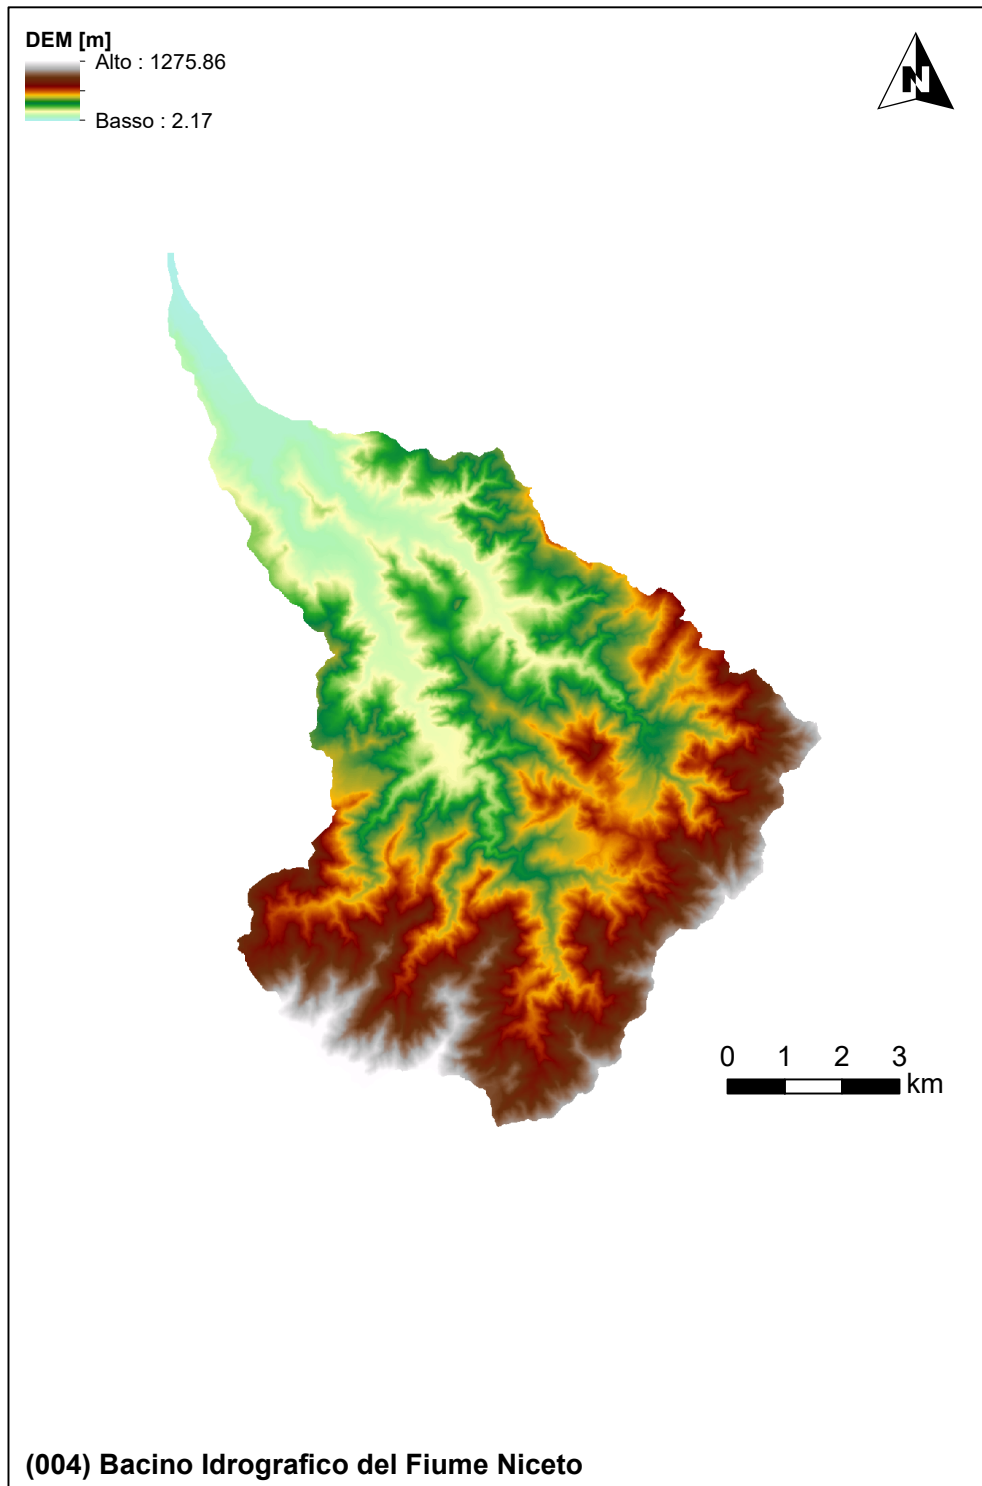 DEM [m]
Alto : 1275.86
Basso : 2.17
N
0 1 2 3
km
(004) Bacino Idrografico del Fiume Niceto